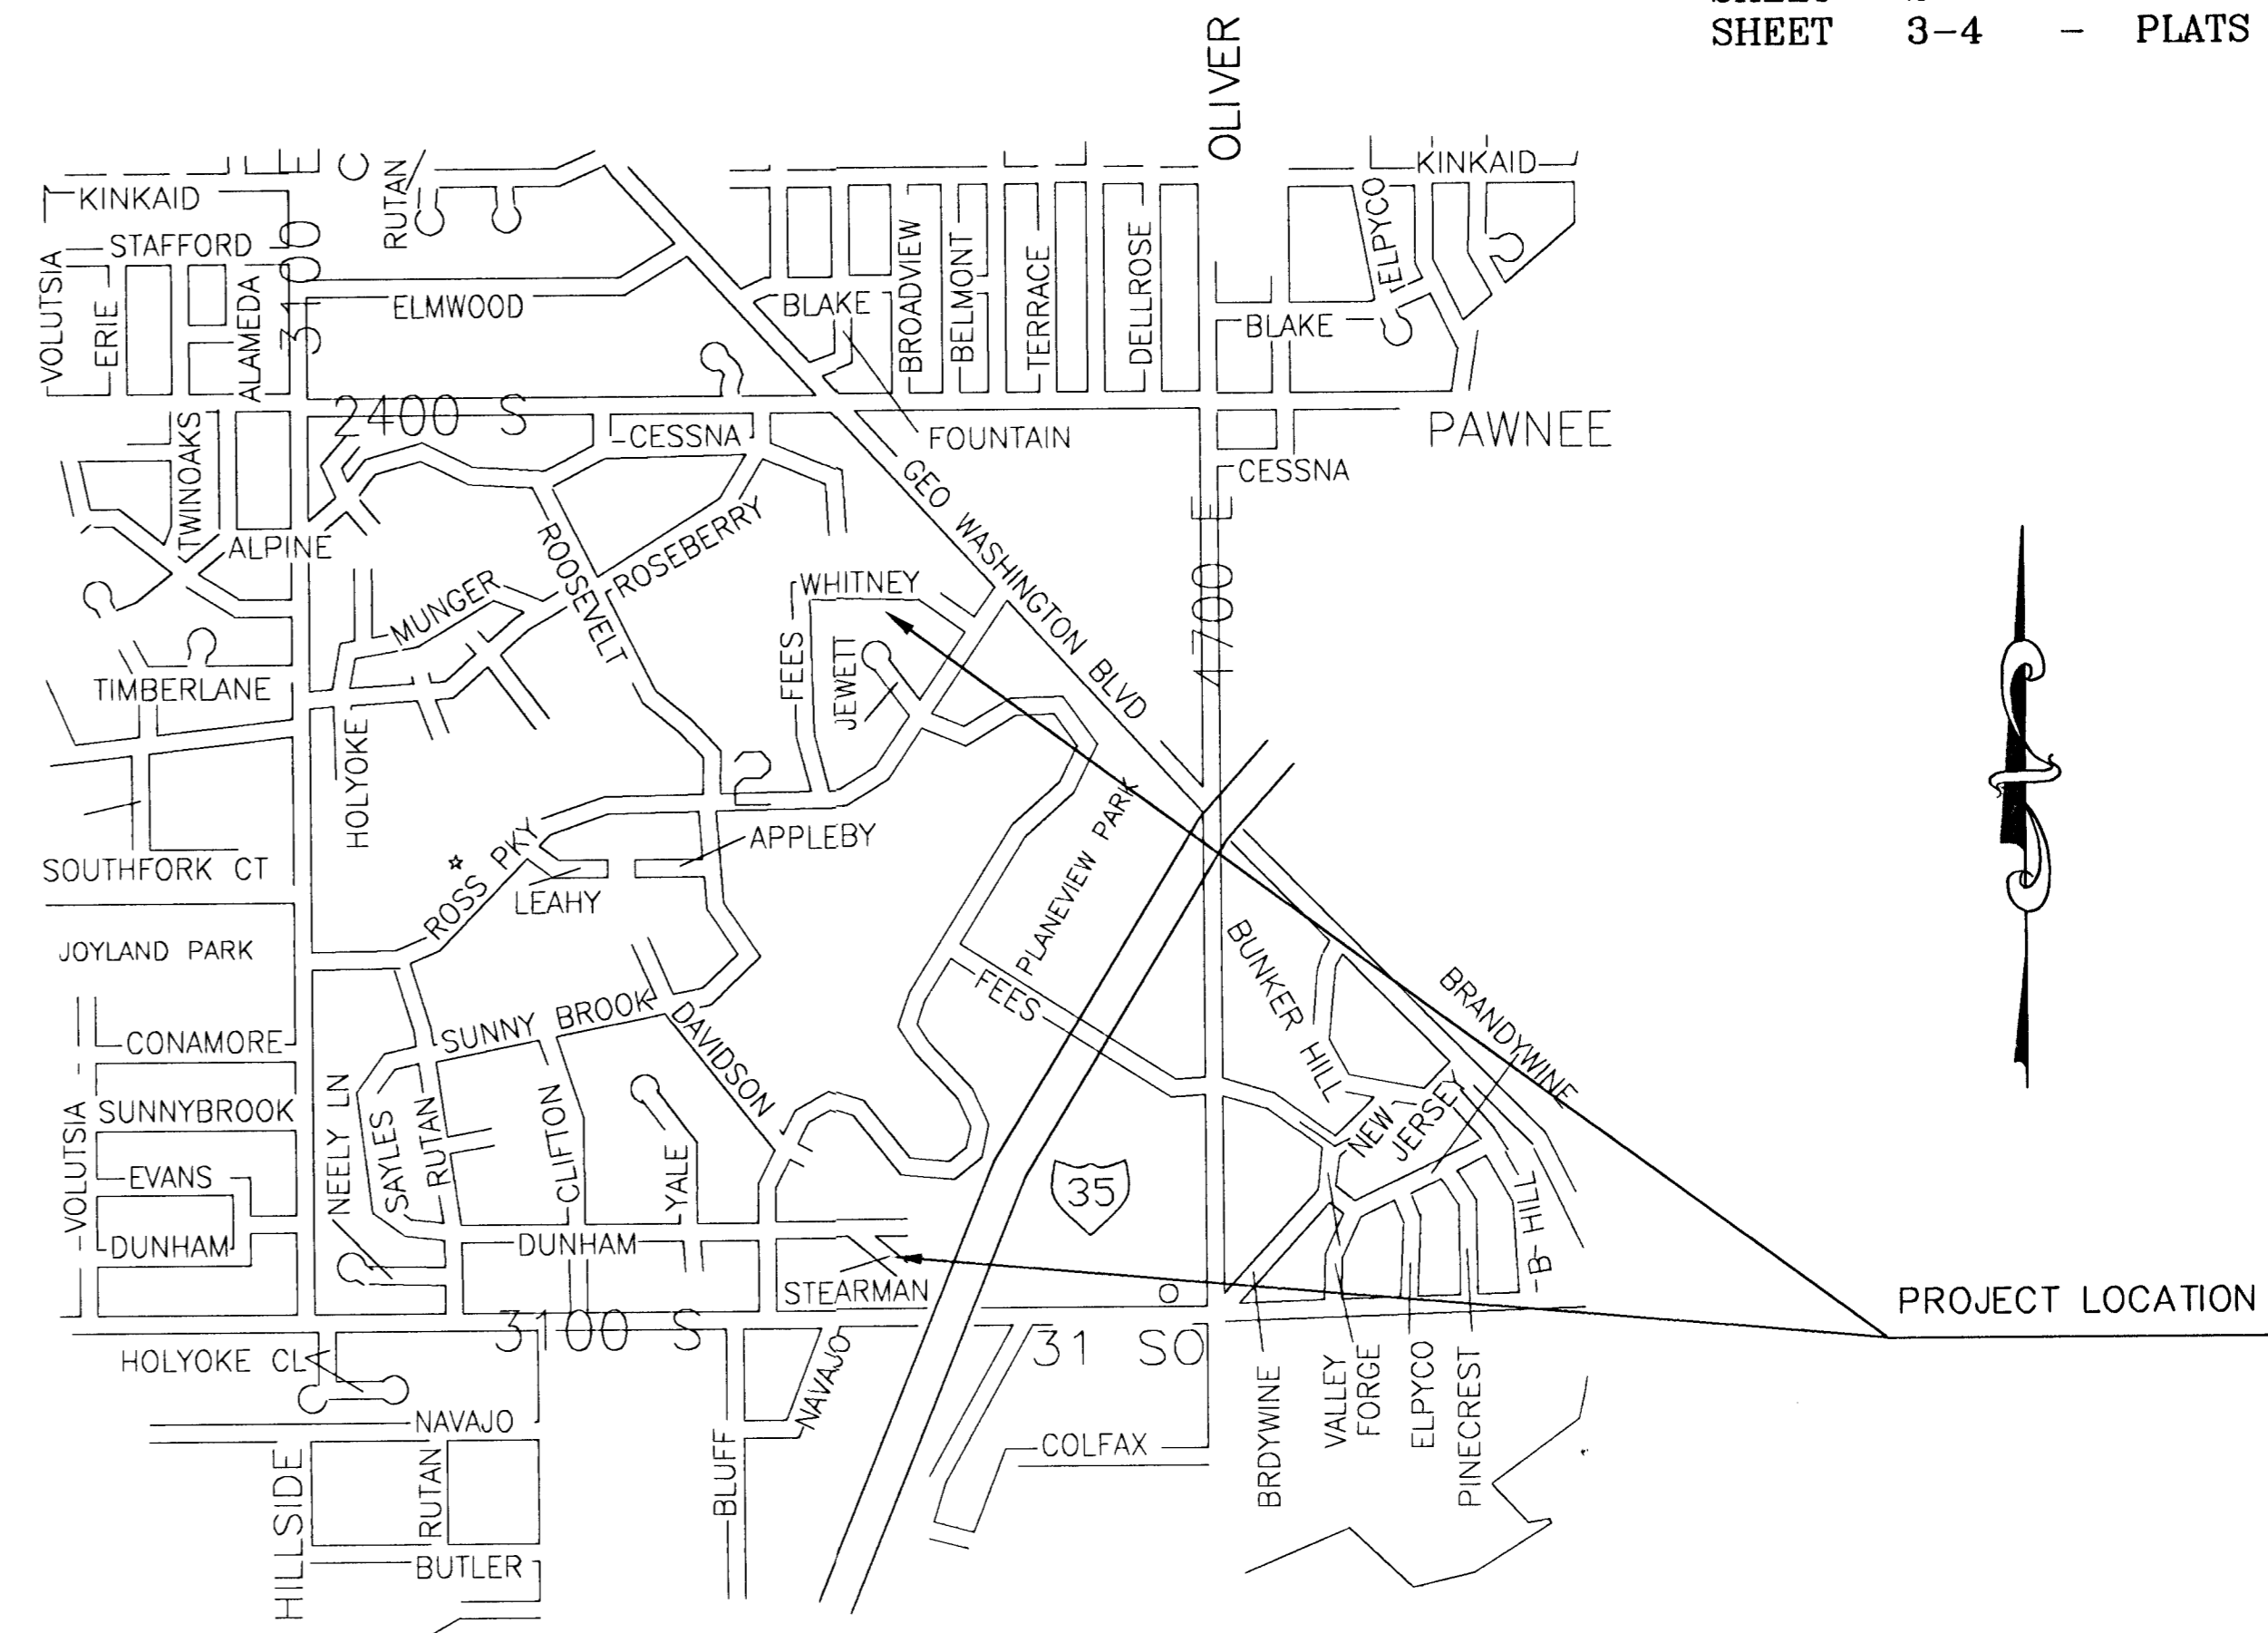 SHEET 3-4 - PLATS
OLIVER
KINKAID
E
C
RUTAN
KINKAID
STAFFORD
3100
VOLUTSIA
ERIE
ALAMEDA
ELMWOOD
BLAKE
BROADVIEW
BELMONT
TERRACE
DELLROSE
ELPYCO
BLAKE
2400 S
CESSNA
FOUNTAIN
PAWNEE
CESSNA
TWINOAKS
ALPINE
GEO WASHINGTON BLVD
4700 E
ROOSEVELT
ROSEBERRY
MUNGER
WHITNEY
FEES
JEWETT
TIMBERLANE
HOLYOKE
APPLEBY
ROSS PKY
LEAHY
SOUTHFORK CT
PLANEVIEW PARK
JOYLAND PARK
FEES
BUNKER HILL
BRANDYWINE
SUNNY BROOK
DAVIDSON
CONAMORE
SUNNYBROOK
VOLUTSIA
EVANS
DUNHAM
NEELY LN
SAYLES
RUTAN
CLIFTON
YALE
NEW
JERSEY
35
B HILL
DUNHAM
STEARMAN
PROJECT LOCATION
3100 S
31 SO
HOLYOKE CL
NAVAJO
NAVAJO
HILLSIDE
RUTAN
BLUFF
COLFAX
BRDYWINE
VALLEY
FORGE
ELPYCO
PINECREST
BUTLER